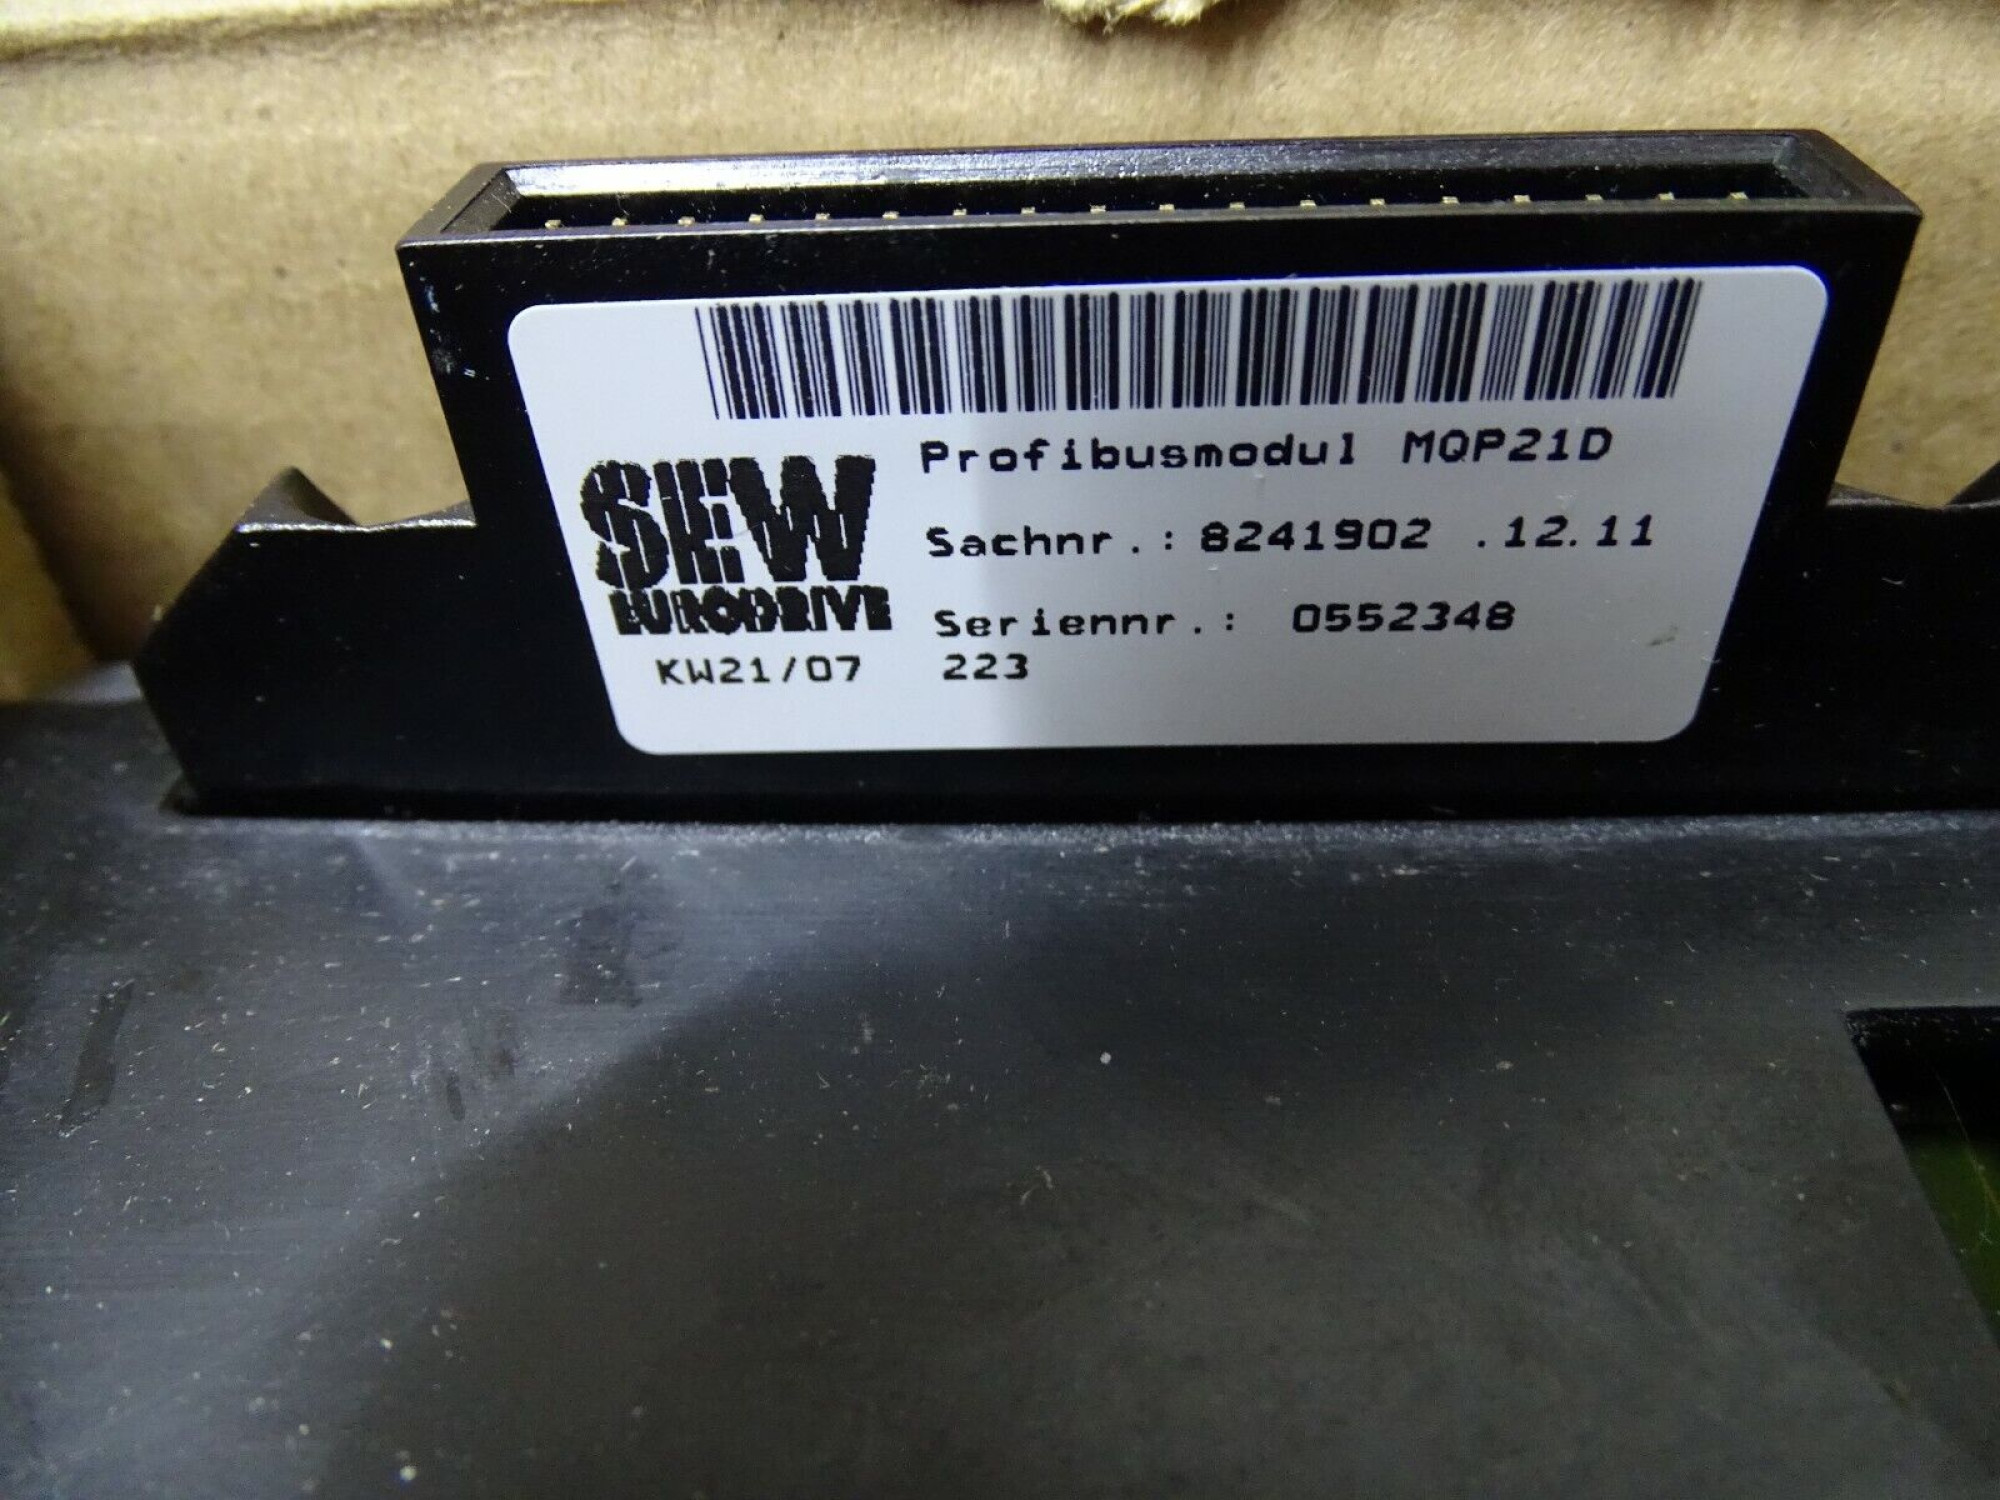 Profibusmodul MQP21D
SEW
EURODRIVE
Sachnr.: 8241902 .12.11
Seriennr.: 0552348
KW21/07 223